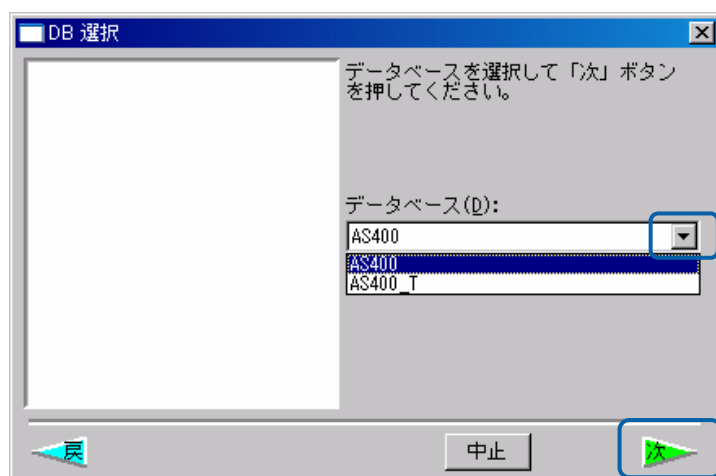 DB 選択
データベースを選択して「次」ボタン
を押してください。
データベース(D):
AS400
AS400
AS400_T
戻
中止
次